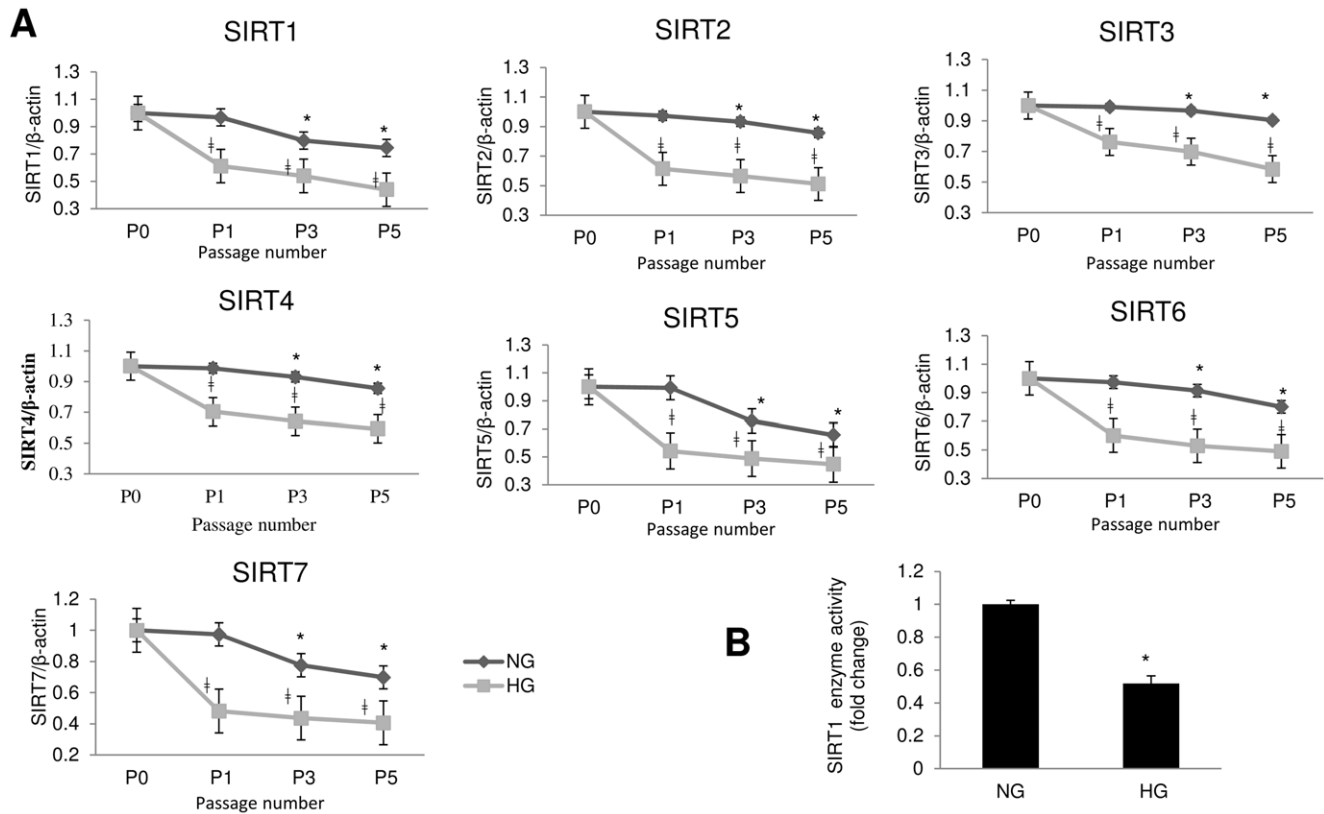 A
SIRT1
SIRT1/β-actin
1.3
1.1
0.9
0.7
0.5
0.3
* *
ǂ ǂ ǂ
P0 P1 P3 P5
Passage number
SIRT2
SIRT2/β-actin
1.3
1.1
0.9
0.7
0.5
0.3
* *
ǂ ǂ ǂ
P0 P1 P3 P5
Passage number
SIRT3
SIRT3/β-actin
1.3
1.1
0.9
0.7
0.5
0.3
* *
ǂ ǂ ǂ
P0 P1 P3 P5
Passage number
SIRT4
SIRT4/β-actin
1.3
1.1
0.9
0.7
0.5
0.3
* *
ǂ ǂ ǂ
P0 P1 P3 P5
Passage number
SIRT5
SIRT5/β-actin
1.3
1.1
0.9
0.7
0.5
0.3
* *
ǂ ǂ ǂ
P0 P1 P3 P5
Passage number
SIRT6
SIRT6/β-actin
1.3
1.1
0.9
0.7
0.5
0.3
* *
ǂ ǂ ǂ
P0 P1 P3 P5
Passage number
SIRT7
SIRT7/β-actin
1.2
1
0.8
0.6
0.4
0.2
* *
ǂ ǂ ǂ
P0 P1 P3 P5
Passage number
NG
HG
B
SIRT1 enzyme activity
(fold change)
1.2
1
0.8
0.6
0.4
0.2
0
*
NG HG